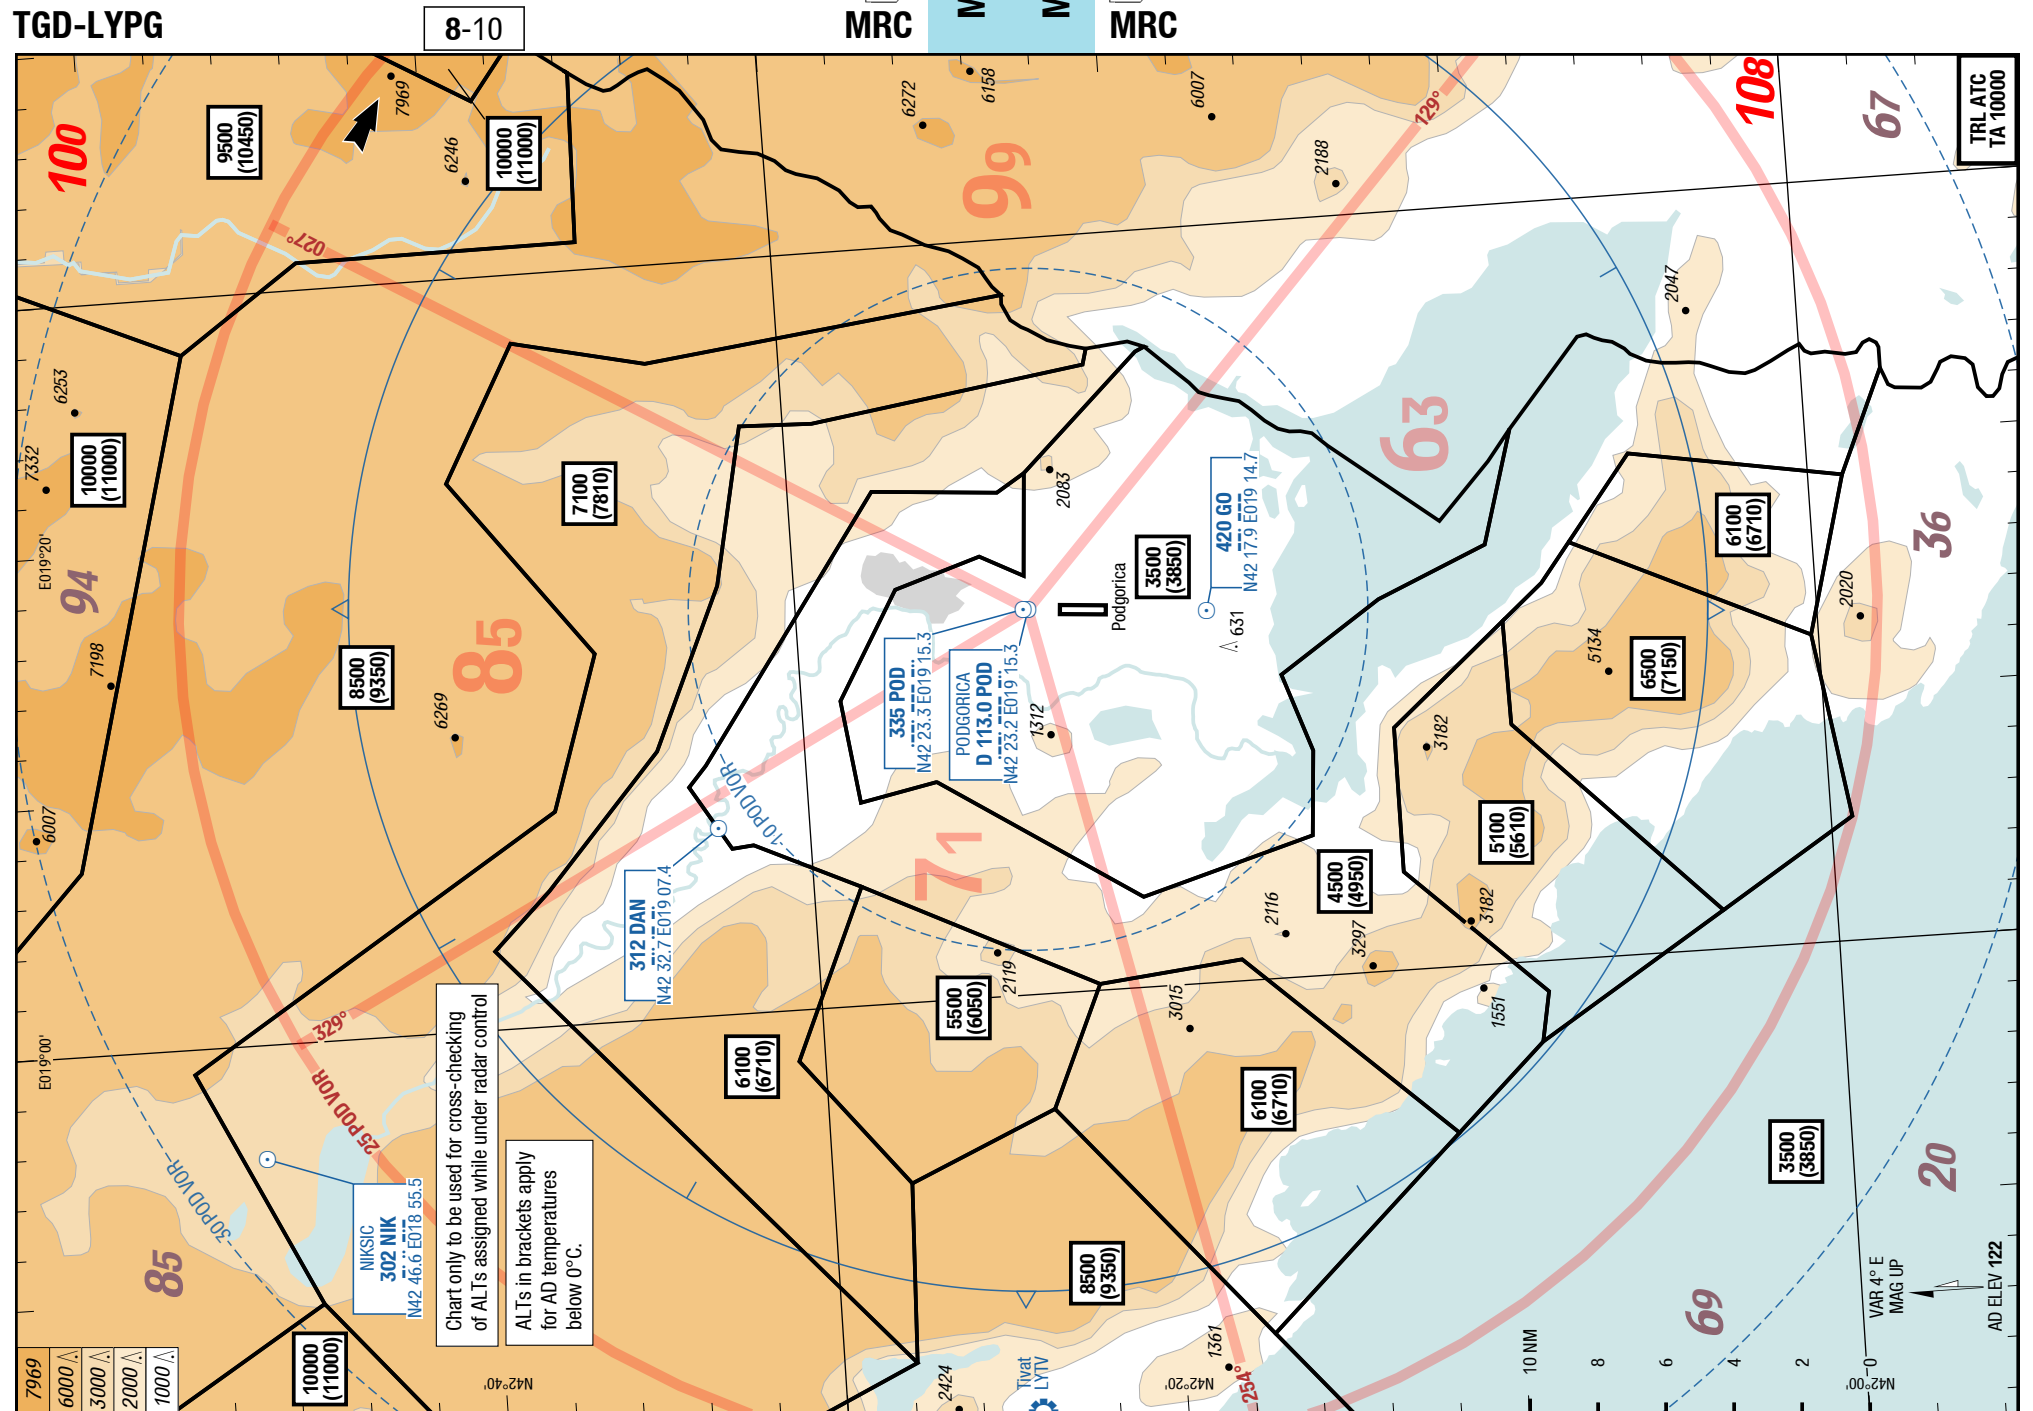 TGD-LYPG
8-10
MRC
M
M
MRC
100
9500
(10450)
7969
6246
10000
(11000)
6272
6158
6007
99
2188
129°
108
67
TRL ATC
TA 10000
027°
2047
6253
7332
10000
(11000)
E019°20'
94
7198
6007
8500
(9350)
6269
85
7100
(7810)
2083
63
420 GO
N42 17.9 E019 14.7
3500
(3850)
Podgorica
631
335 POD
N42 23.3 E019 15.3
PODGORICA
D 113.0 POD
N42 23.2 E019 15.3
1312
10 POD VOR
71
312 DAN
N42 32.7 E019 07.4
6100
(6710)
36
2020
5134
6500
(7150)
3182
5100
(5610)
3182
4500
(4950)
2116
3297
1551
2119
5500
(6050)
3015
6100
(6710)
6100
(6710)
E019°00'
329°
25 POD VOR
30 POD VOR
85
NIKSIC
302 NIK
N42 46.6 E018 55.5
Chart only to be used for cross-checking
of ALTs assigned while under radar control
ALTs in brackets apply
for AD temperatures
below 0°C.
10000
(11000)
8500
(9350)
3500
(3850)
20
69
1361
254°
2424
Tivat
LYTV
N42°40'
N42°20'
N42°00'
7969
6000
3000
2000
1000
10 NM
8
6
4
2
0
VAR 4° E
MAG UP
AD ELEV 122